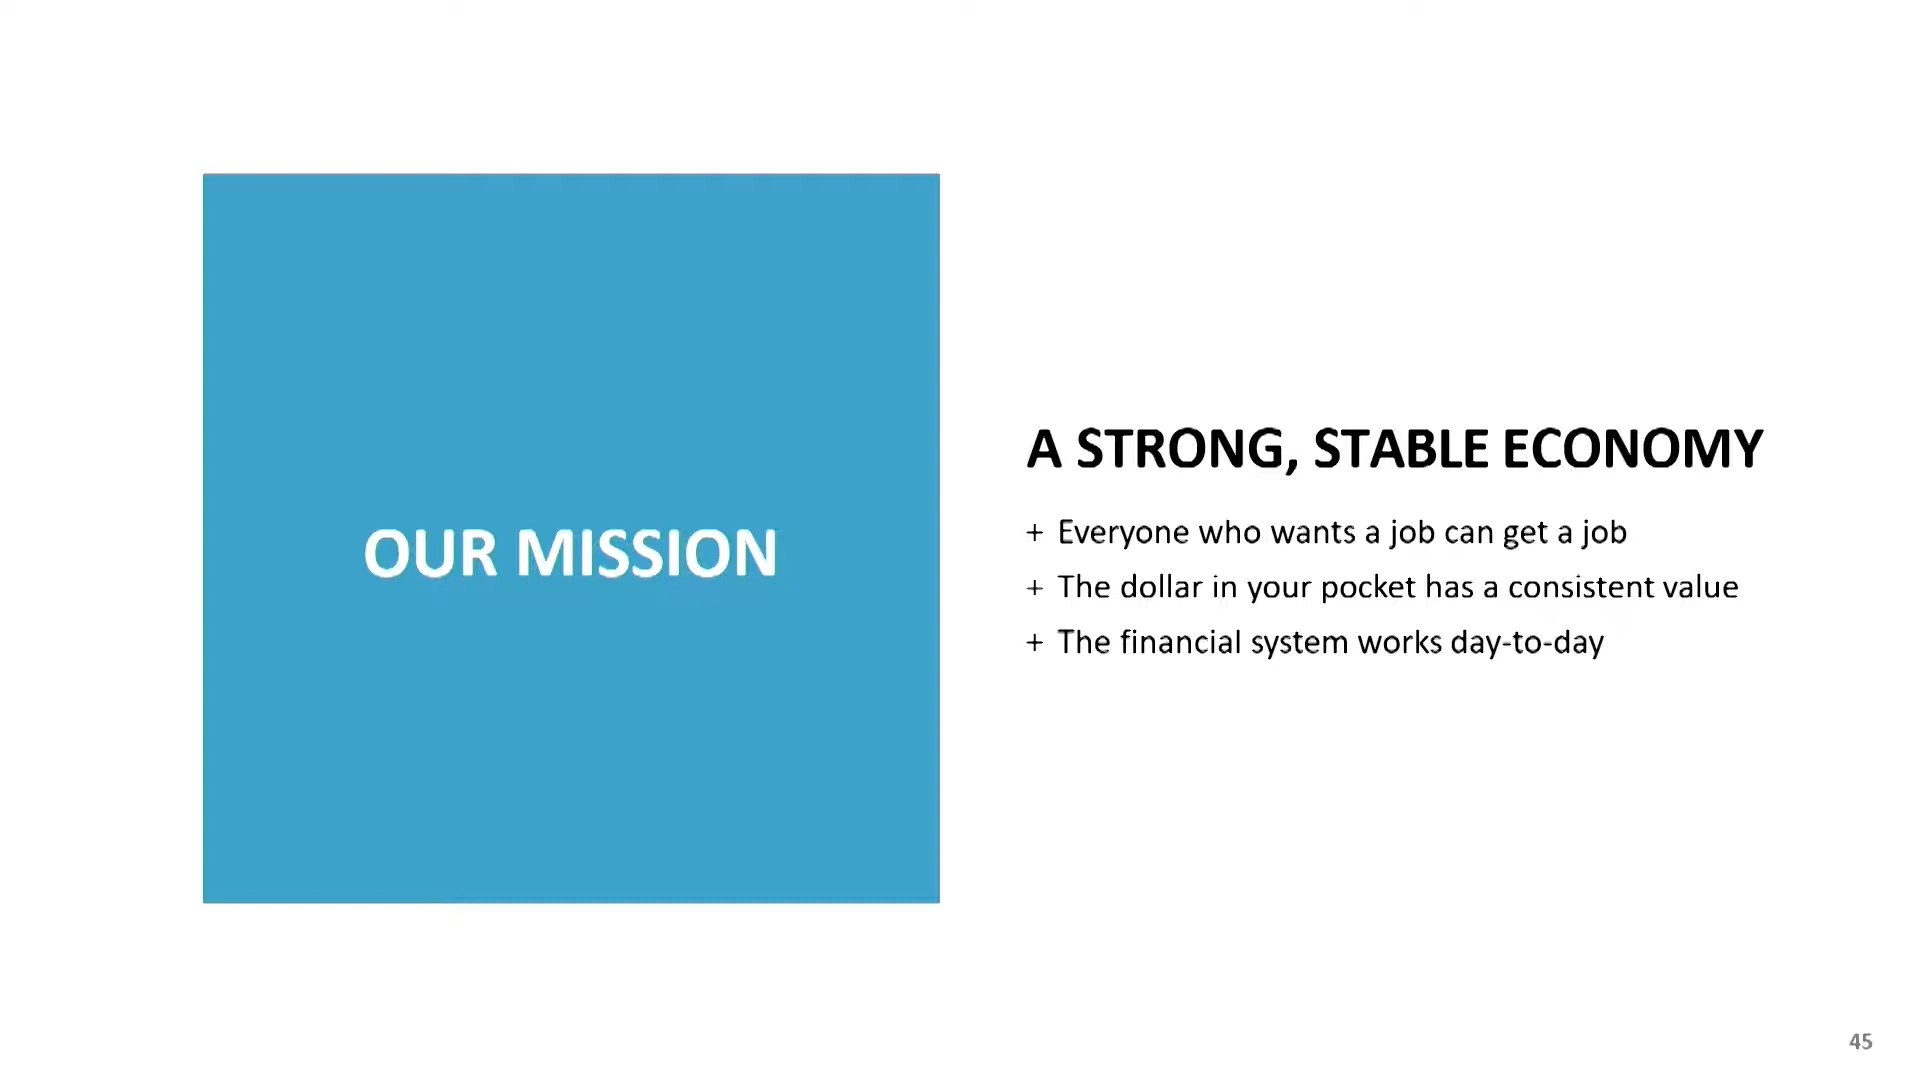 OUR MISSION
A STRONG, STABLE ECONOMY
+ Everyone who wants a job can get a job
+ The dollar in your pocket has a consistent value
+ The financial system works day-to-day
45